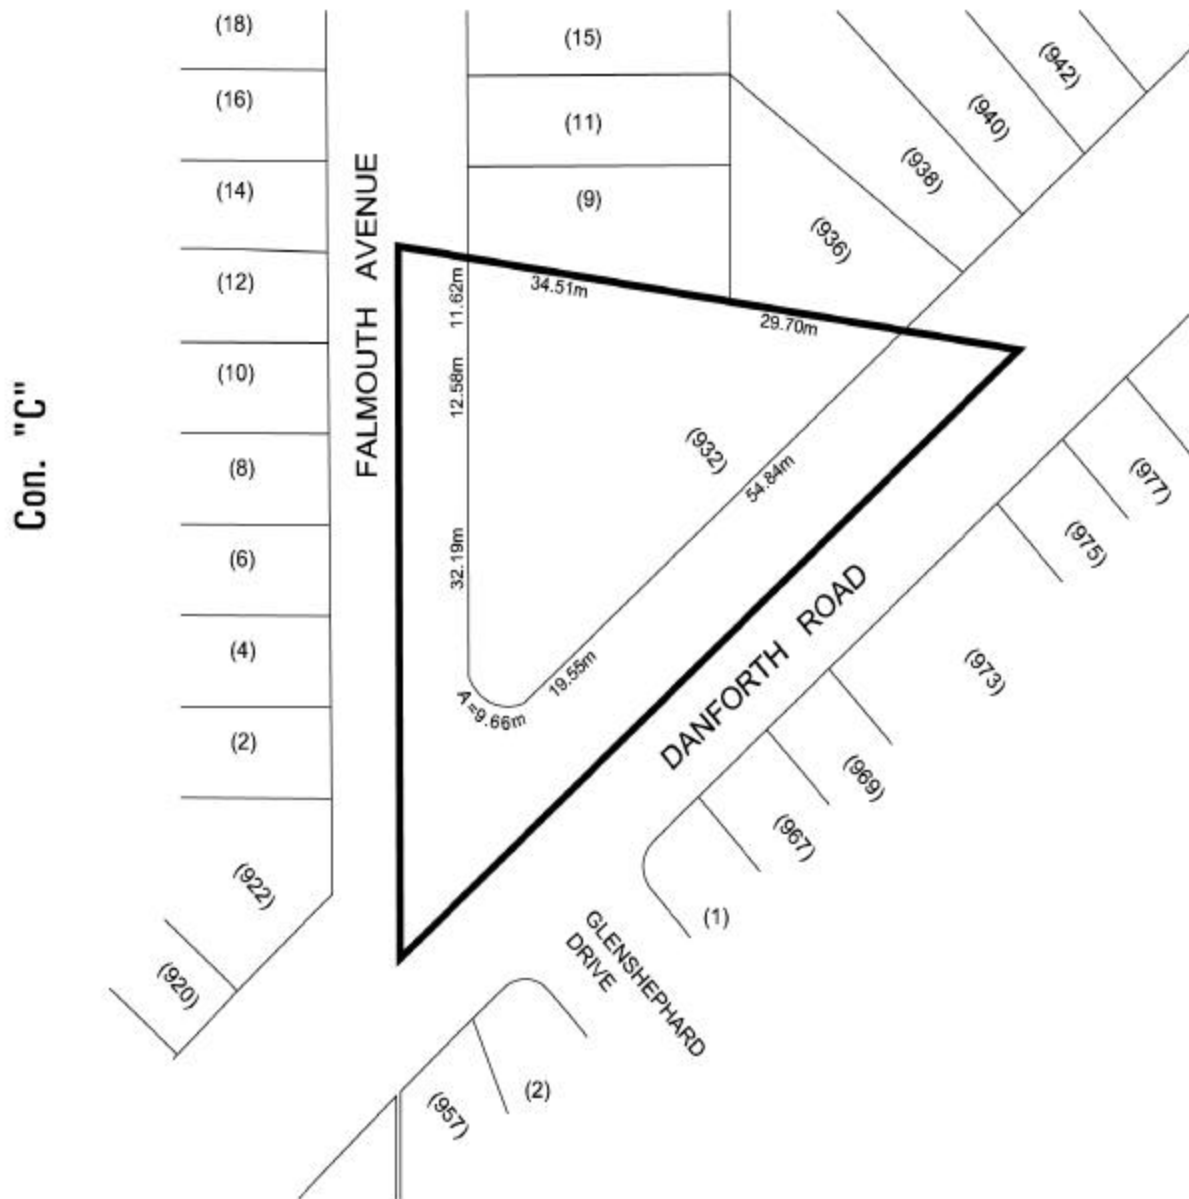 (18)
(15)
(942)
(16)
(940)
(11)
(938)
(14)
(9)
(936)
FALMOUTH AVENUE
(12)
11.62m
34.51m
29.70m
(10)
12.58m
Con. "C"
(932)
(8)
54.84m
(977)
(6)
32.19m
(975)
DANFORTH ROAD
(4)
19.55m
(973)
A =9.66m
(2)
(969)
(967)
(922)
(1)
GLENSHEPHARD
DRIVE
(920)
(957)
(2)